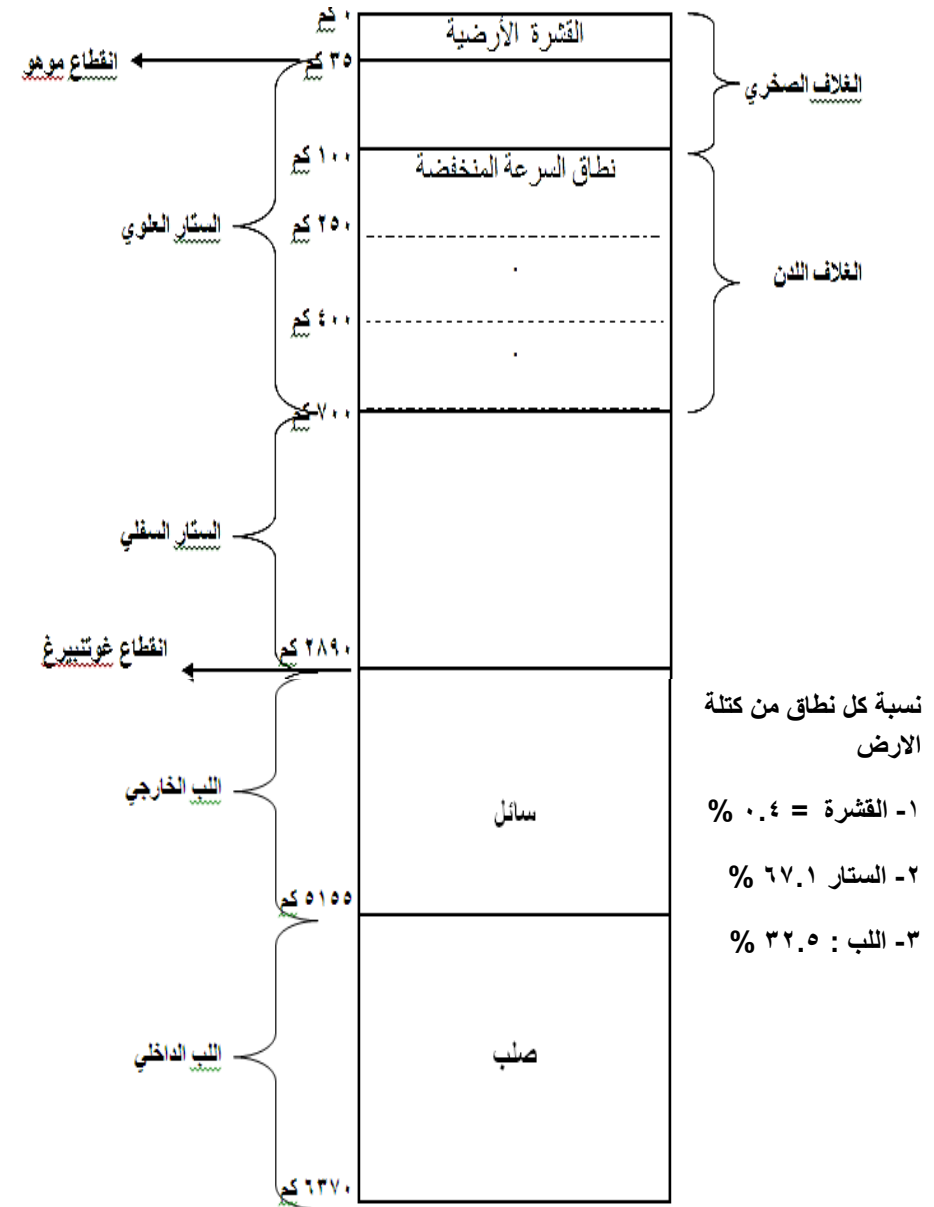 ٠ كم
القشرة الأرضية
٣٥ كم
انقطاع موهو
الغلاف الصخري
١٠٠ كم
نطاق السرعة المنخفضة
الستار العلوي
٢٥٠ كم
الغلاف اللدن
٤٠٠ كم
٧٠٠ كم
الستار السفلي
انقطاع غوتنبيرغ
٢٨٩٠ كم
نسبة كل نطاق من كتلة
الارض
١- القشرة = ٠.٤ %
٢- الستار ٦٧.١ %
٣- اللب : ٣٢.٥ %
اللب الخارجي
سائل
٥١٥٥ كم
اللب الداخلي
صلب
٦٣٧٠ كم